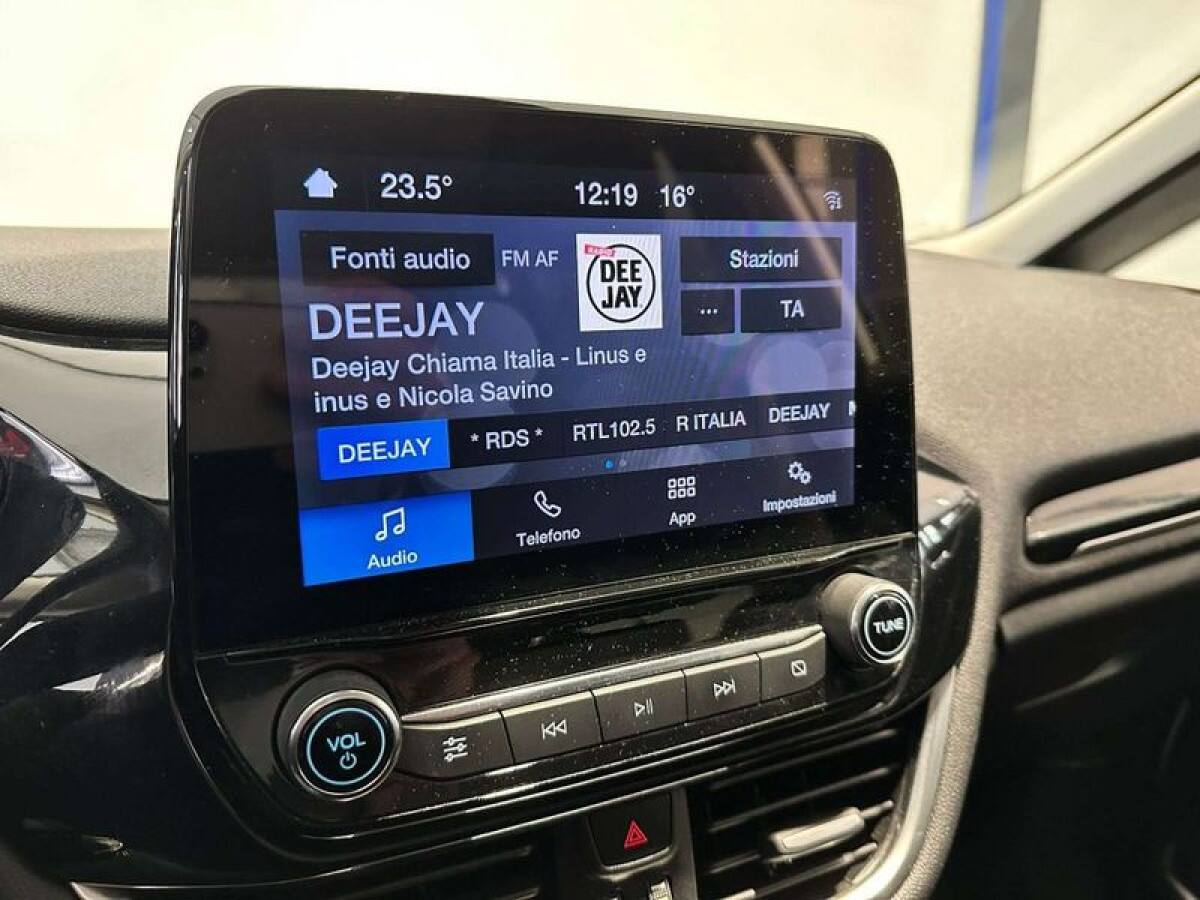 23.5° 12:19 16°
Fonti audio FM AF RADIO DEE JAY Stazioni
... TA
DEEJAY
Deejay Chiama Italia - Linus e
inus e Nicola Savino
DEEJAY * RDS * RTL102.5 R ITALIA DEEJAY
Audio Telefono App Impostazioni
TUNE
VOL